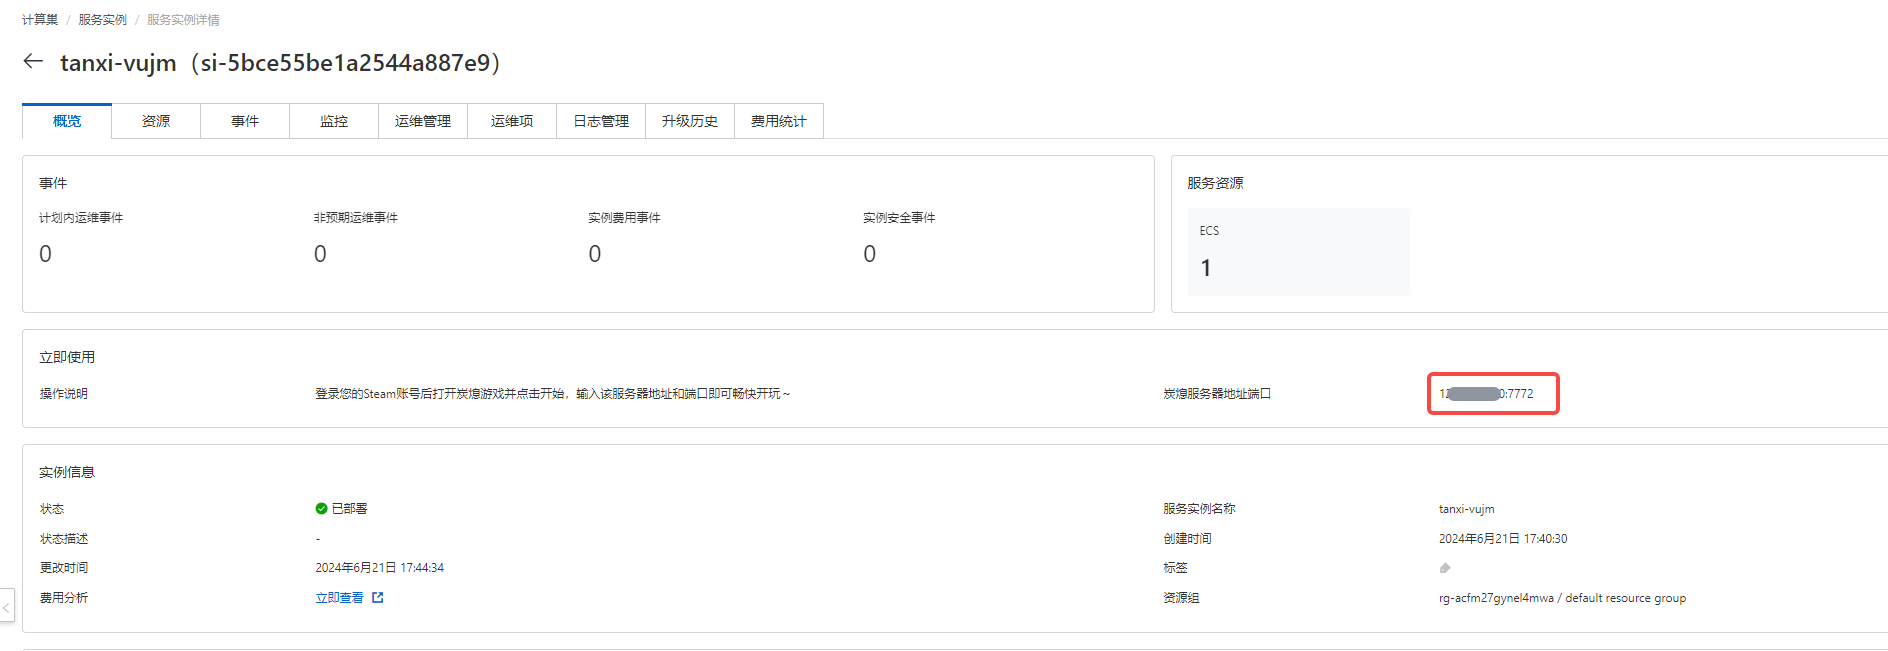 计算巢 / 服务实例 / 服务实例详情
tanxi-vujm（si-5bce55be1a2544a887e9）
概览 资源 事件 监控 运维管理 运维项 日志管理 升级历史 费用统计
事件
计划内运维事件 非预期运维事件 实例费用事件 实例安全事件
0 0 0 0
服务资源
ECS
1
立即使用
操作说明 登录您的Steam账号后打开炭熄游戏并点击开始，输入该服务器地址和端口即可畅快开玩~ 炭熄服务器地址端口 0:7772
实例信息
状态 已部署 服务实例名称 tanxi-vujm
状态描述 - 创建时间 2024年6月21日 17:40:30
更改时间 2024年6月21日 17:44:34 标签
费用分析 立即查看 资源组 rg-acfm27gynel4mwa / default resource group